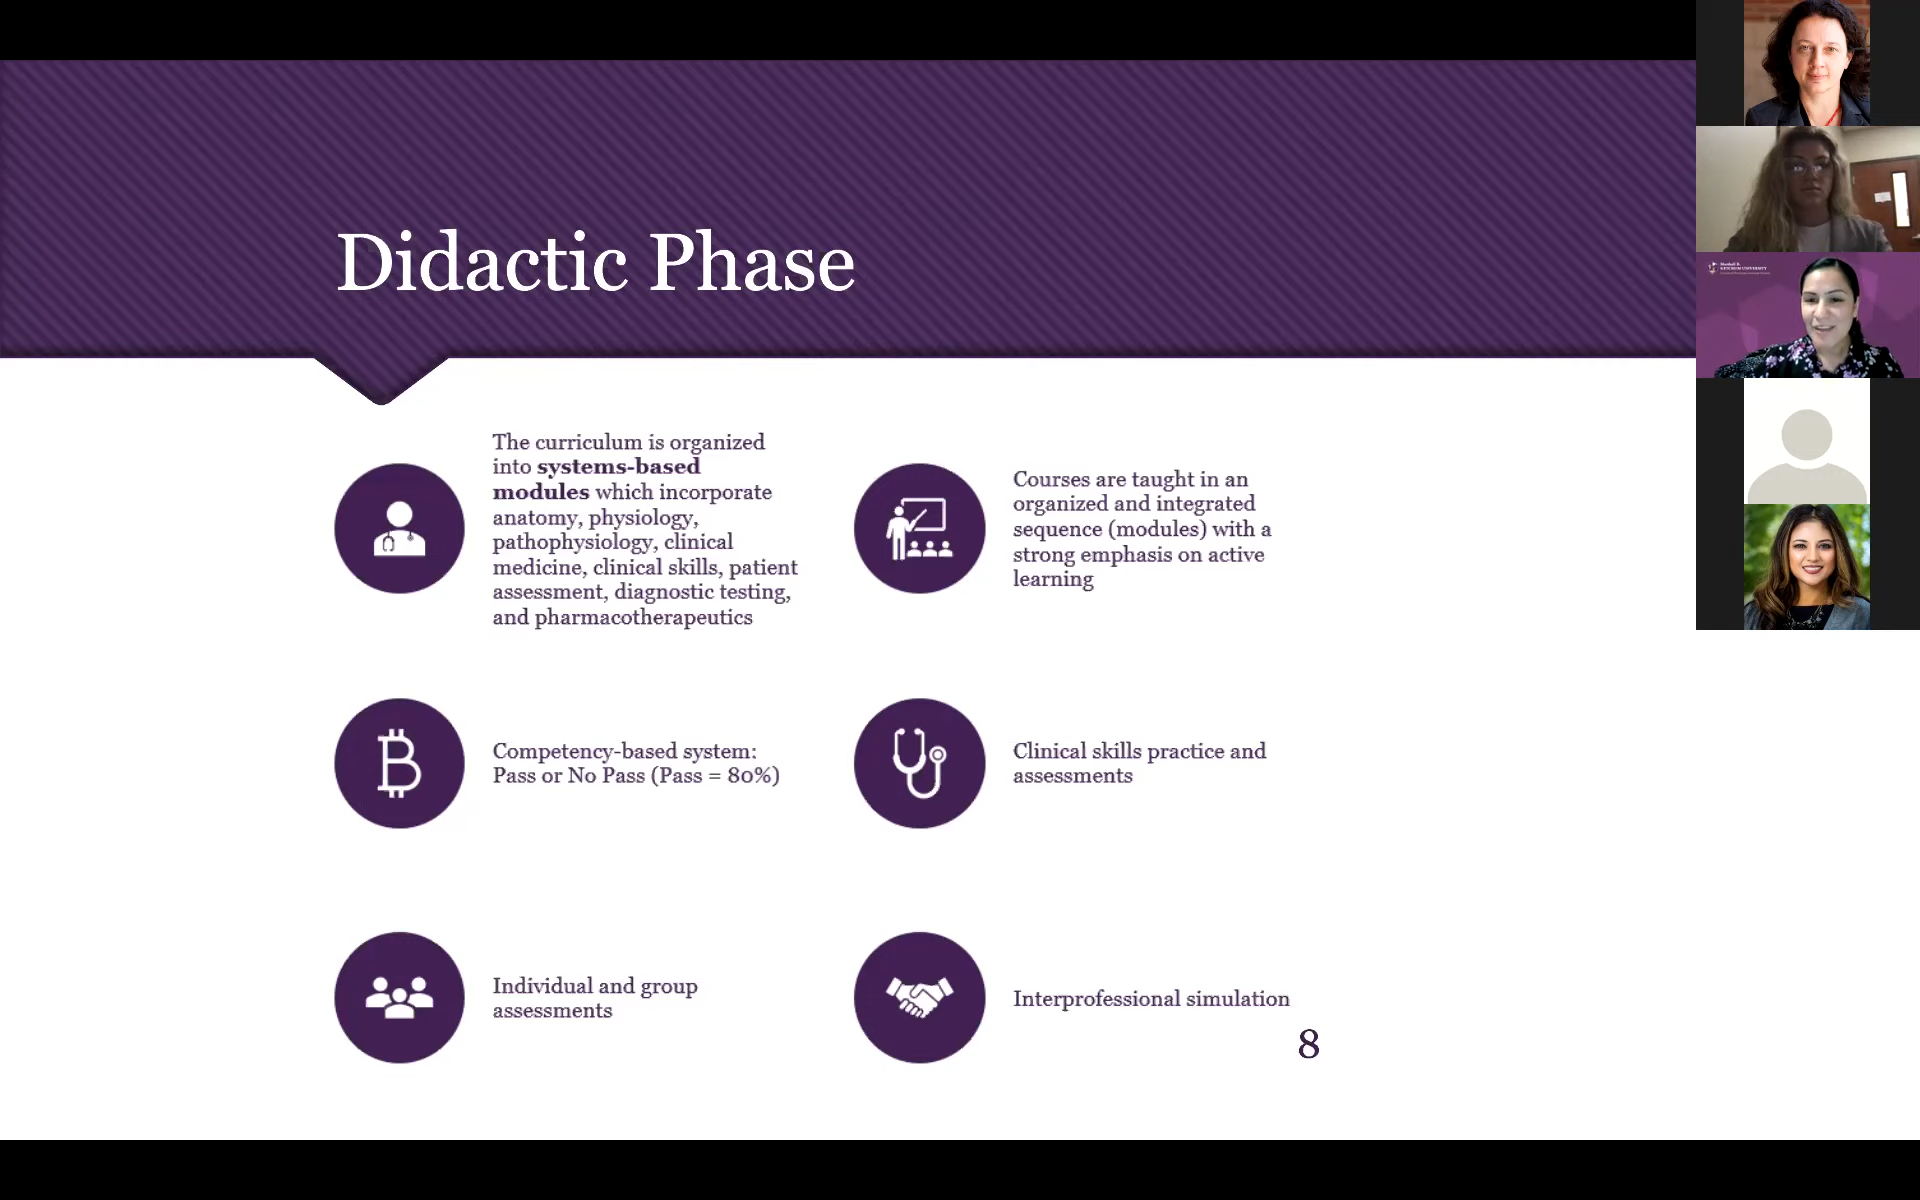 Didactic Phase
The curriculum is organized
into systems-based
modules which incorporate
anatomy, physiology,
pathophysiology, clinical
medicine, clinical skills, patient
assessment, diagnostic testing,
and pharmacotherapeutics
Courses are taught in an
organized and integrated
sequence (modules) with a
strong emphasis on active
learning
Competency-based system:
Pass or No Pass (Pass = 80%)
Clinical skills practice and
assessments
Individual and group
assessments
Interprofessional simulation
8
KETCHUM UNIVERSITY